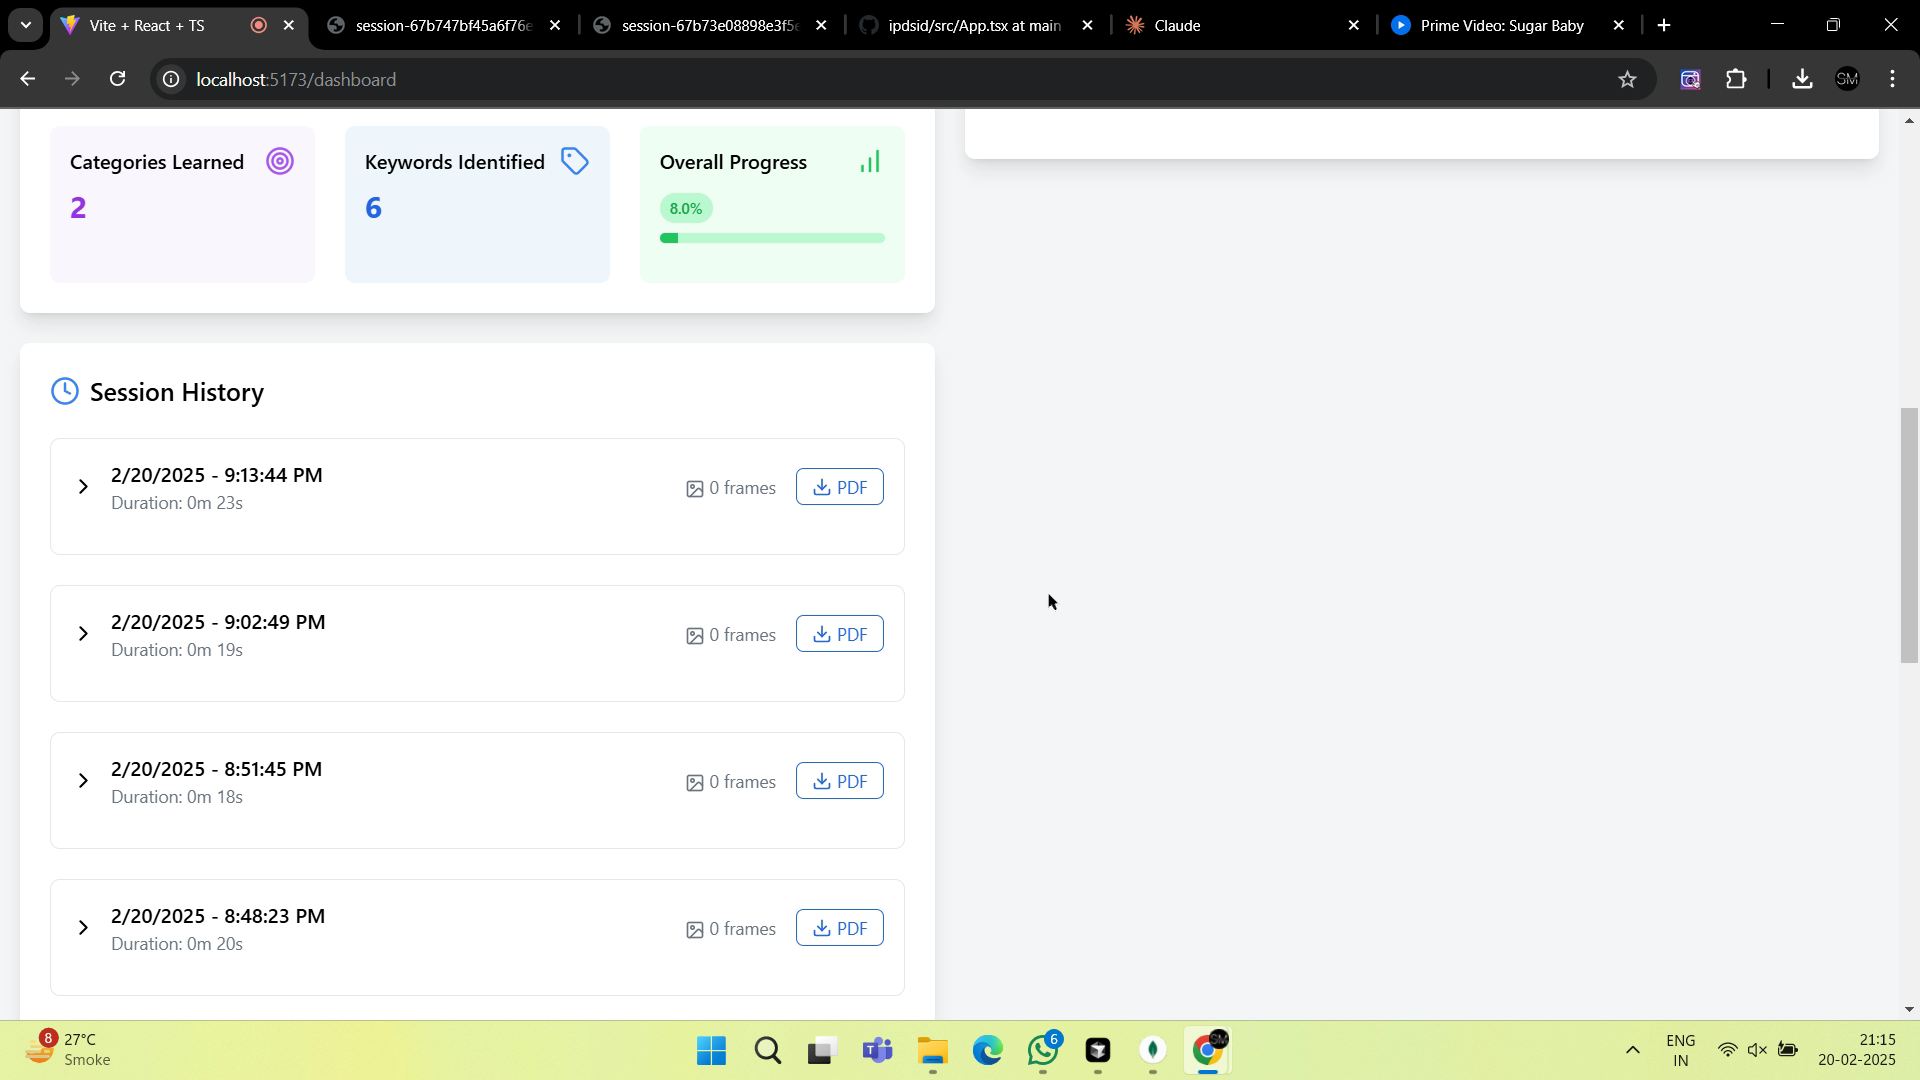 Vite + React + TS
session-67b747bf45a6f76e
session-67b73e08898e3f5e
ipdsid/src/App.tsx at main
Claude
Prime Video: Sugar Baby
localhost:5173/dashboard
SM
Categories Learned
2
Keywords Identified
6
Overall Progress
8.0%
Session History
2/20/2025 - 9:13:44 PM
Duration: 0m 23s
0 frames
PDF
2/20/2025 - 9:02:49 PM
Duration: 0m 19s
0 frames
PDF
2/20/2025 - 8:51:45 PM
Duration: 0m 18s
0 frames
PDF
2/20/2025 - 8:48:23 PM
Duration: 0m 20s
0 frames
PDF
8
27°C
Smoke
6
SM
ENG
IN
21:15
20-02-2025